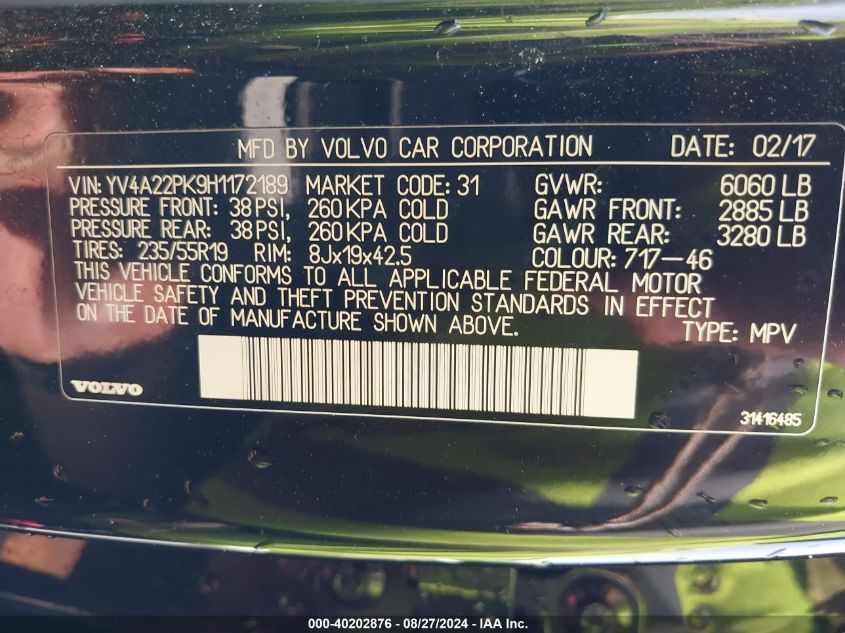 MFD BY VOLVO CAR CORPORATION DATE: 02/17
VIN: YV4A22PK9H1172189 MARKET CODE: 31 GVWR: 6060 LB
PRESSURE FRONT: 38 PSI, 260 KPA COLD GAWR FRONT: 2885 LB
PRESSURE REAR: 38 PSI, 260 KPA COLD GAWR REAR: 3280 LB
TIRES: 235/55R19 RIM: 8Jx19x42.5 COLOUR: 717-46
THIS VEHICLE CONFORMS TO ALL APPLICABLE FEDERAL MOTOR
VEHICLE SAFETY AND THEFT PREVENTION STANDARDS IN EFFECT
ON THE DATE OF MANUFACTURE SHOWN ABOVE. TYPE: MPV
VOLVO
31416485
000-40202876 / 08/27/2024 - IAA Inc.